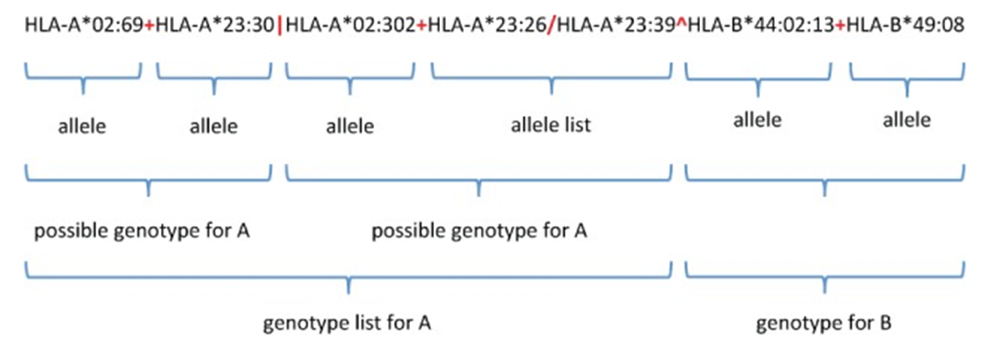 HLA-A*02:69+HLA-A*23:30|HLA-A*02:302+HLA-A*23:26/HLA-A*23:39^HLA-B*44:02:13+HLA-B*49:08
allele allele allele allele list allele allele
possible genotype for A possible genotype for A
genotype list for A genotype for B